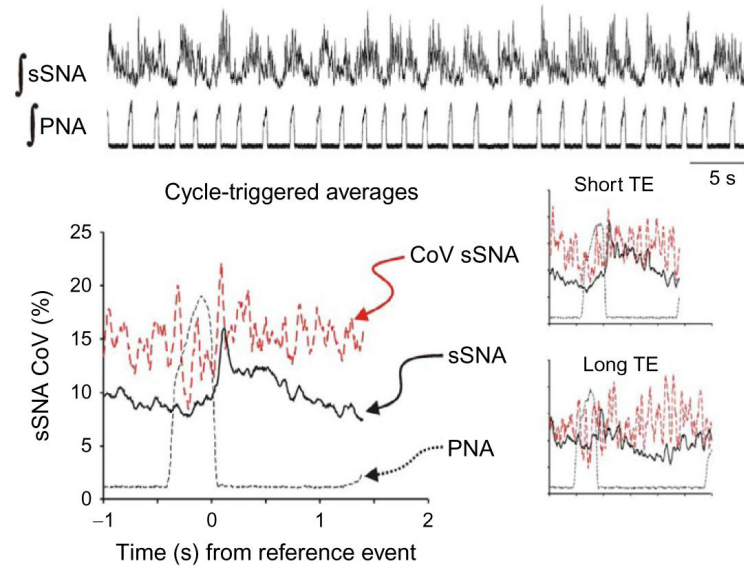 ∫sSNA
∫PNA
5 s
Cycle-triggered averages
Short TE
25
20
15
10
5
0
sSNA CoV (%)
CoV sSNA
sSNA
PNA
Long TE
−1 0 1 2
Time (s) from reference event